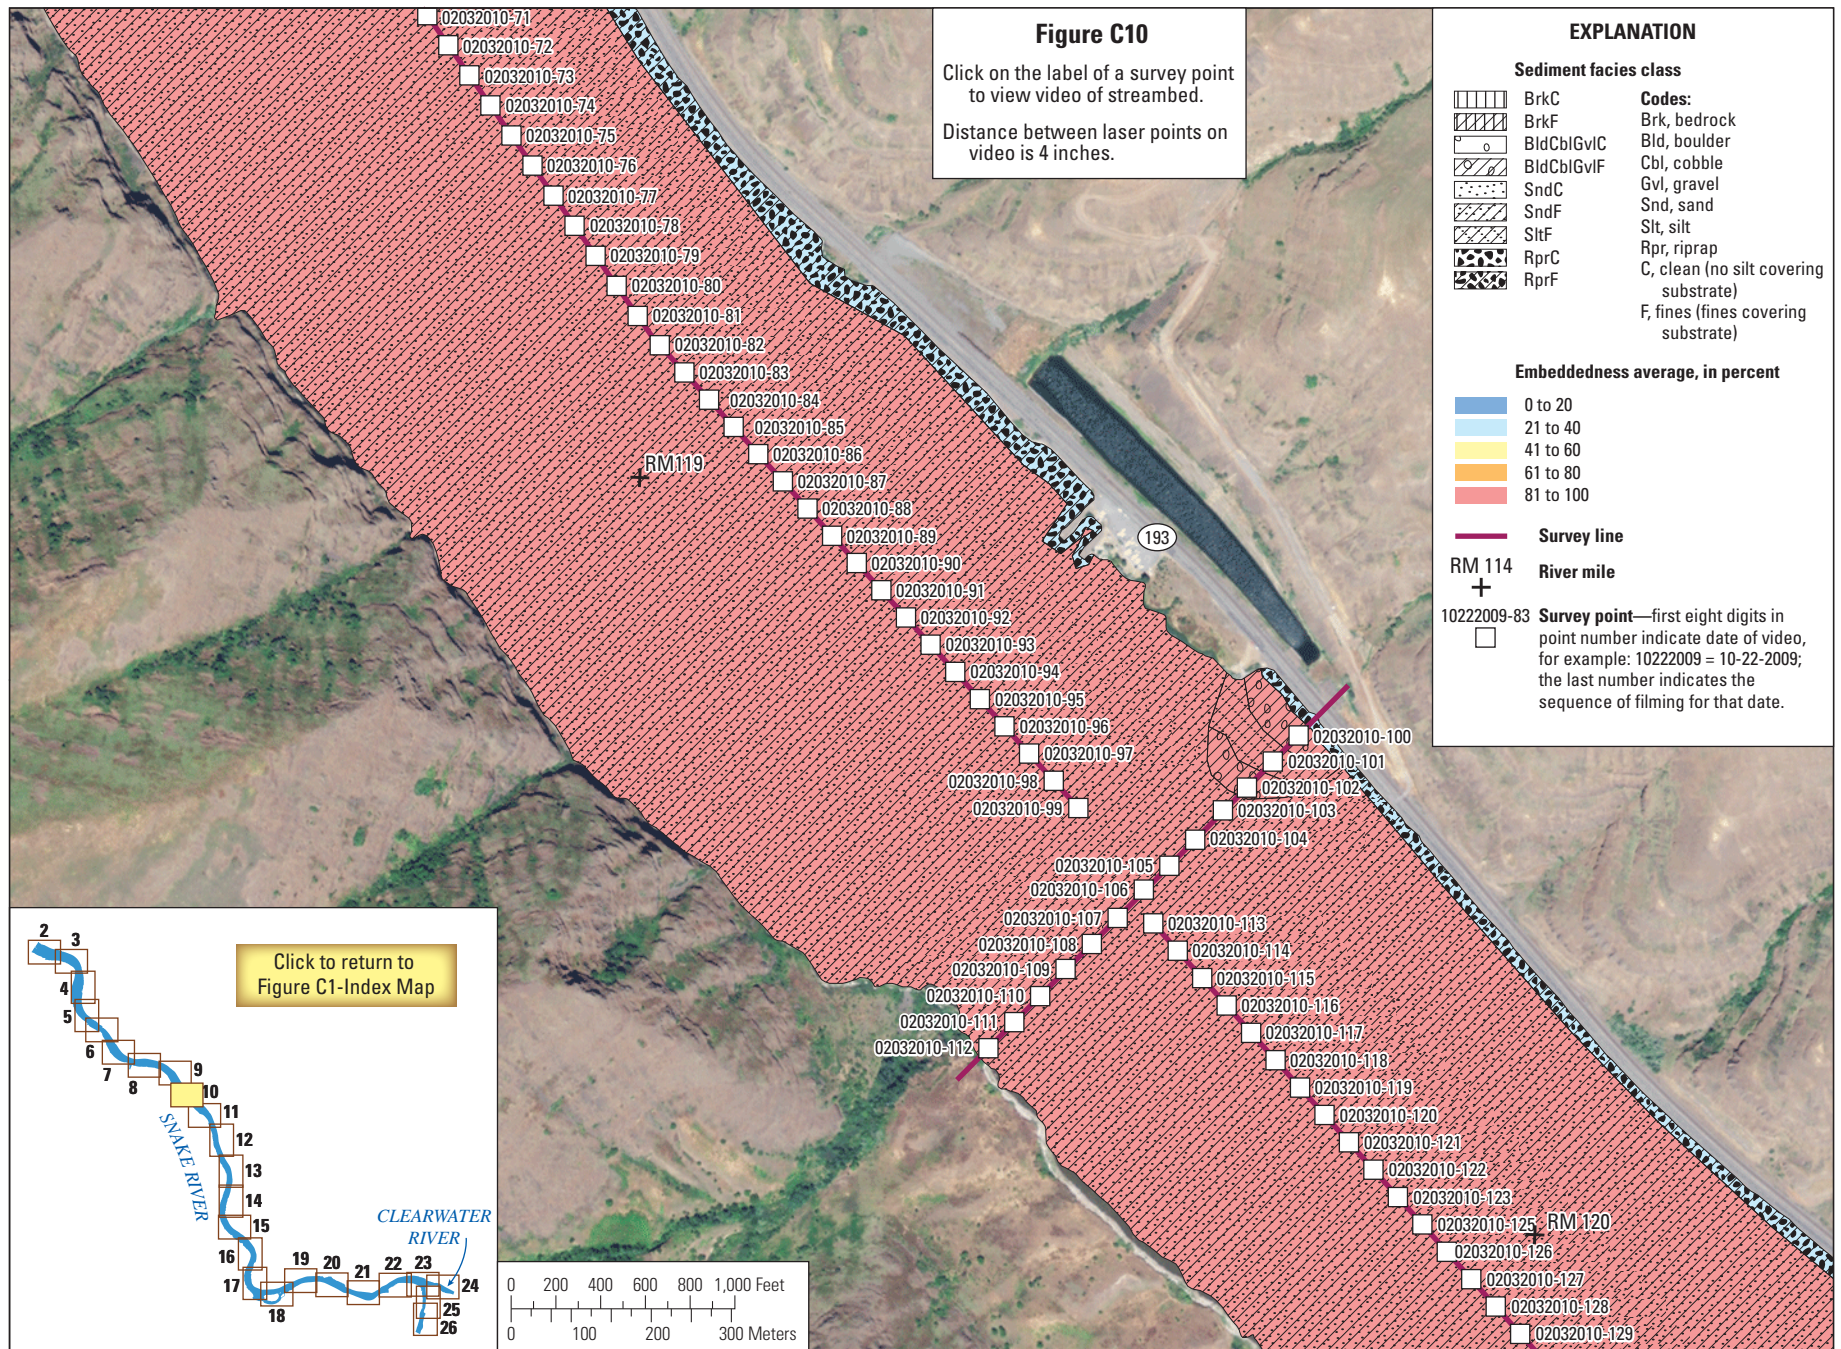 02032010-71
02032010-72
02032010-73
02032010-74
02032010-75
02032010-76
02032010-77
02032010-78
02032010-79
02032010-80
02032010-81
02032010-82
02032010-83
02032010-84
02032010-85
02032010-86
RM119
02032010-87
02032010-88
02032010-89
02032010-90
02032010-91
02032010-92
02032010-93
02032010-94
02032010-95
02032010-96
02032010-97
02032010-98
02032010-99
193
02032010-100
02032010-101
02032010-102
02032010-103
02032010-104
02032010-105
02032010-106
02032010-107
02032010-108
02032010-109
02032010-110
02032010-111
02032010-112
02032010-113
02032010-114
02032010-115
02032010-116
02032010-117
02032010-118
02032010-119
02032010-120
02032010-121
02032010-122
02032010-123
02032010-125
RM 120
02032010-126
02032010-127
02032010-128
02032010-129
Figure C10
Click on the label of a survey point
to view video of streambed.
Distance between laser points on
video is 4 inches.
EXPLANATION
Sediment facies class
BrkC
BrkF
BldCblGvlC
BldCblGvlF
SndC
SndF
SltF
RprC
RprF
Codes:
Brk, bedrock
Bld, boulder
Cbl, cobble
Gvl, gravel
Snd, sand
Slt, silt
Rpr, riprap
C, clean (no silt covering
substrate)
F, fines (fines covering
substrate)
Embeddedness average, in percent
0 to 20
21 to 40
41 to 60
61 to 80
81 to 100
Survey line
RM 114
River mile
10222009-83
Survey point—first eight digits in
point number indicate date of video,
for example: 10222009 = 10-22-2009;
the last number indicates the
sequence of filming for that date.
Click to return to
Figure C1-Index Map
2
3
4
5
6
7
8
9
10
11
12
13
14
15
16
17
18
19
20
21
22
23
24
25
26
SNAKE RIVER
CLEARWATER
RIVER
0 200 400 600 800 1,000 Feet
0 100 200 300 Meters